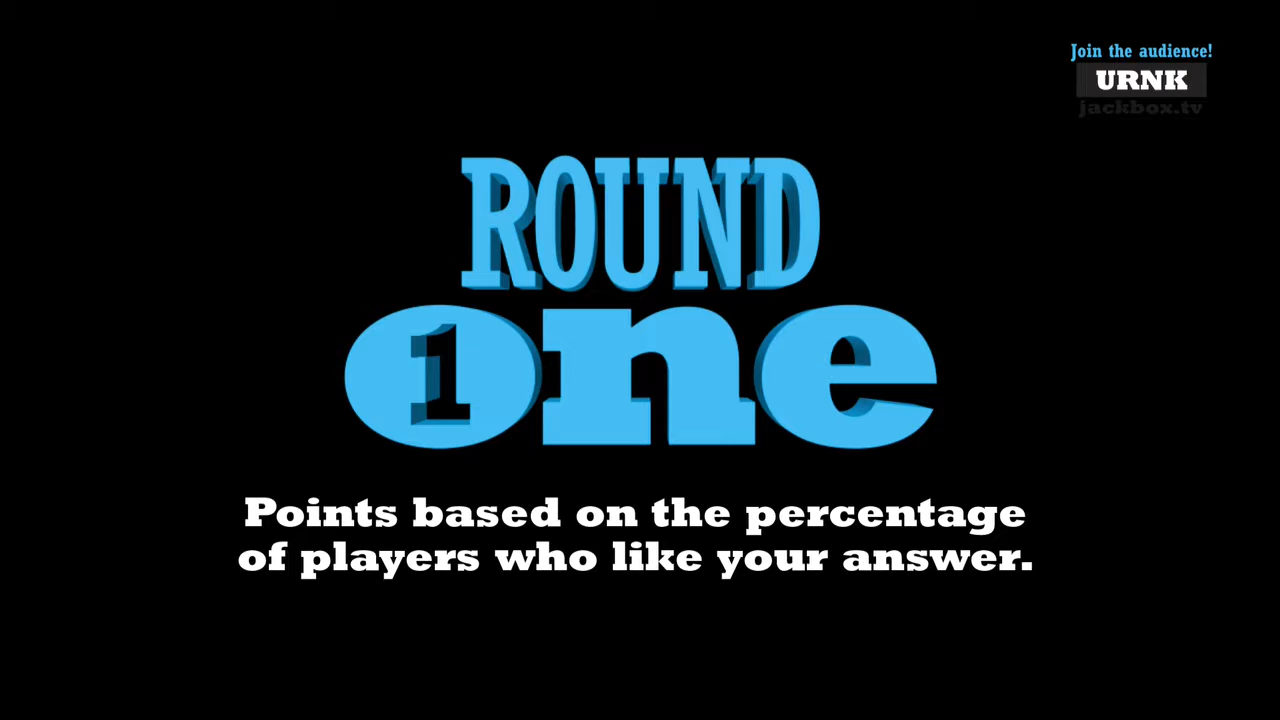 Join the audience!
URNK
jackbox.tv
ROUND
One
1
Points based on the percentage
of players who like your answer.